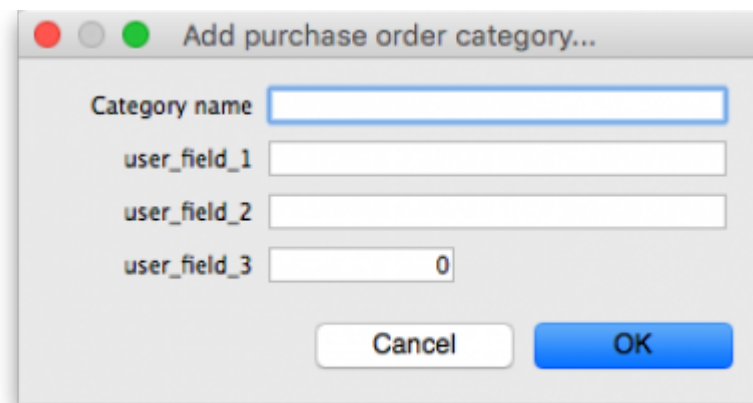 Add purchase order category...
Category name
user_field_1
user_field_2
user_field_3 0
Cancel OK